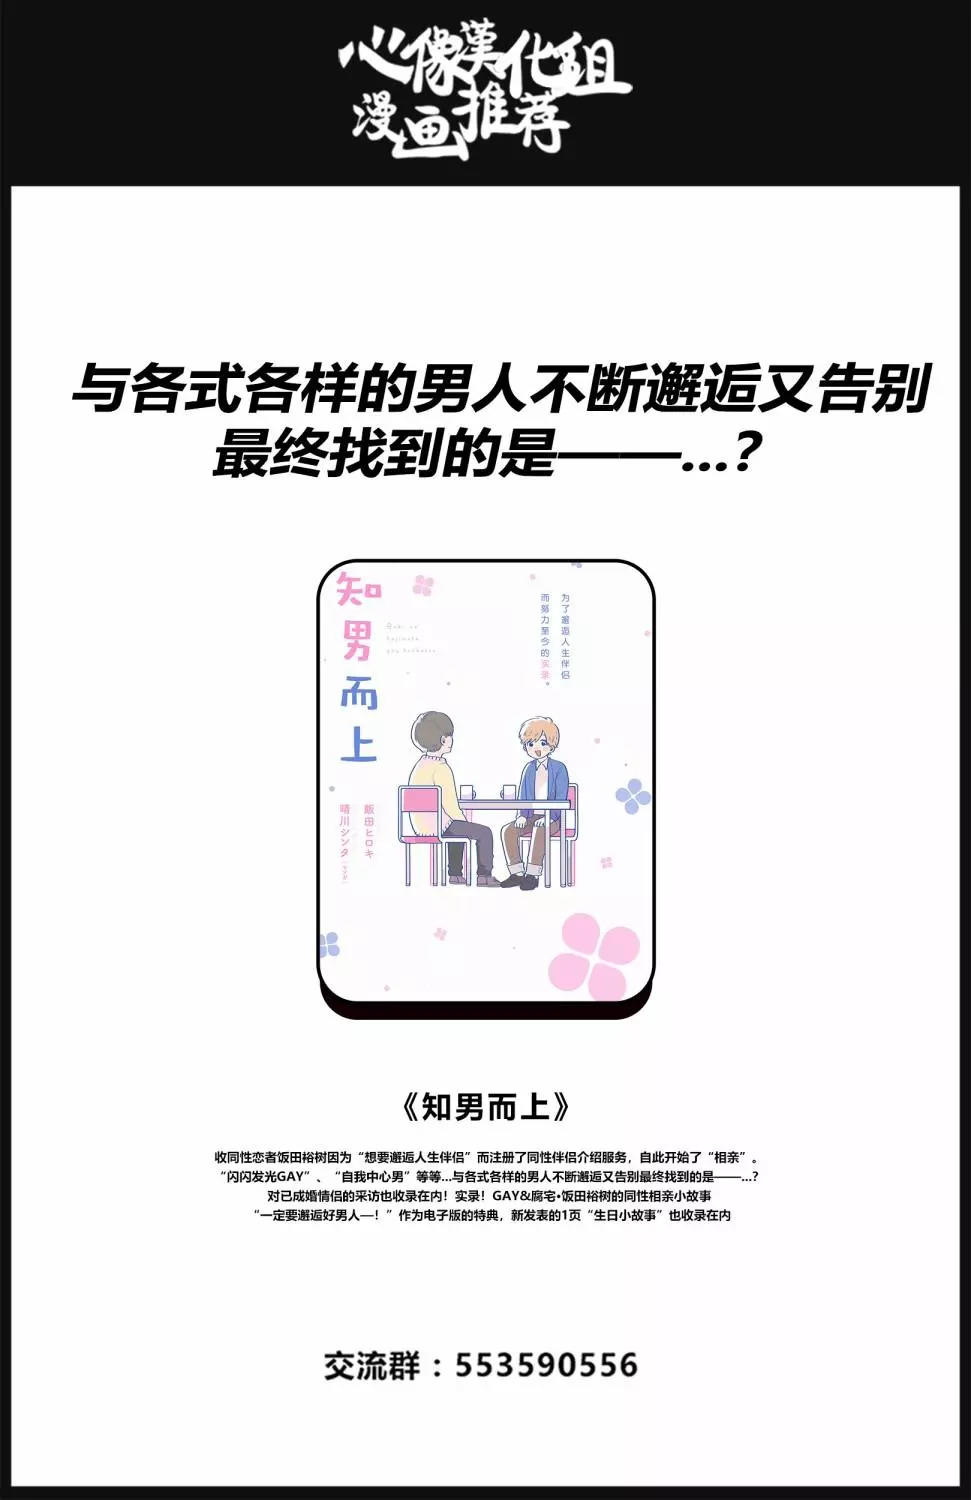 心像漢化组
漫画推荐
与各式各样的男人不断邂逅又告别
最终找到的是——...?
知男而上
为了邂逅人生伴侣
而努力至今的实录。
飯田ヒロキ
晴川シンタ
《知男而上》
收同性恋者饭田裕树因为“想要邂逅人生伴侣”而注册了同性伴侣介绍服务，自此开始了“相亲”。
“闪闪发光GAY”、“自我中心男”等等...与各式各样的男人不断邂逅又告别最终找到的是——...?
对已成婚情侣的采访也收录在内！实录！GAY&腐宅·饭田裕树的同性相亲小故事
“一定要邂逅好男人—！”作为电子版的特典，新发表的1页“生日小故事”也收录在内
交流群：553590556